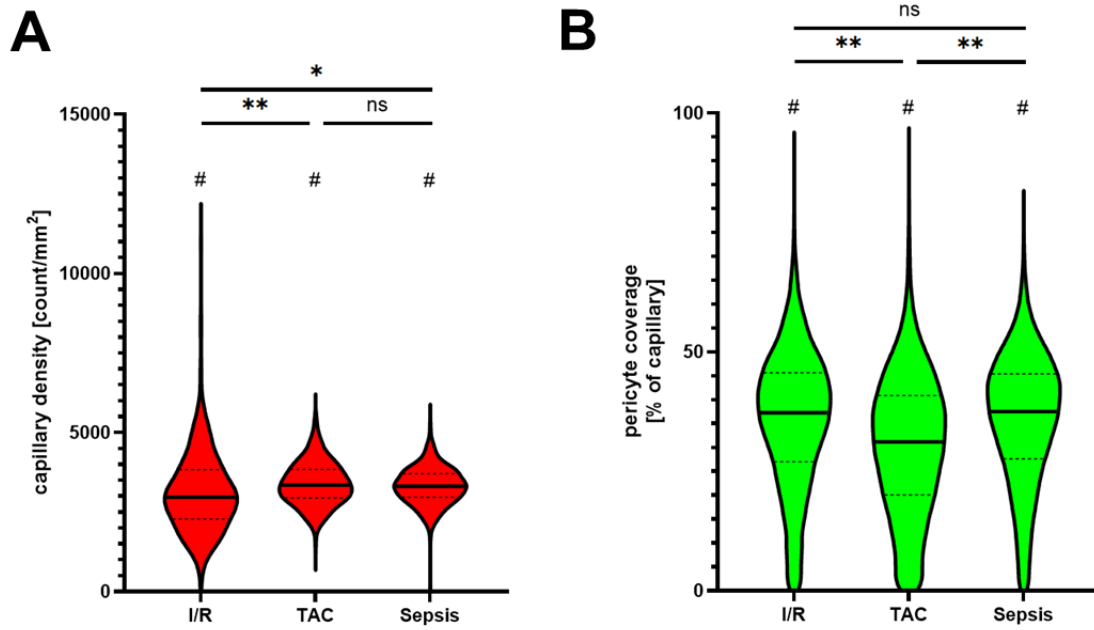 A
*
** ns
15000
# # #
10000
5000
0
capillary density [count/mm²]
I/R TAC Sepsis
B
ns
** **
# # #
100
50
0
pericyte coverage
[% of capillary]
I/R TAC Sepsis